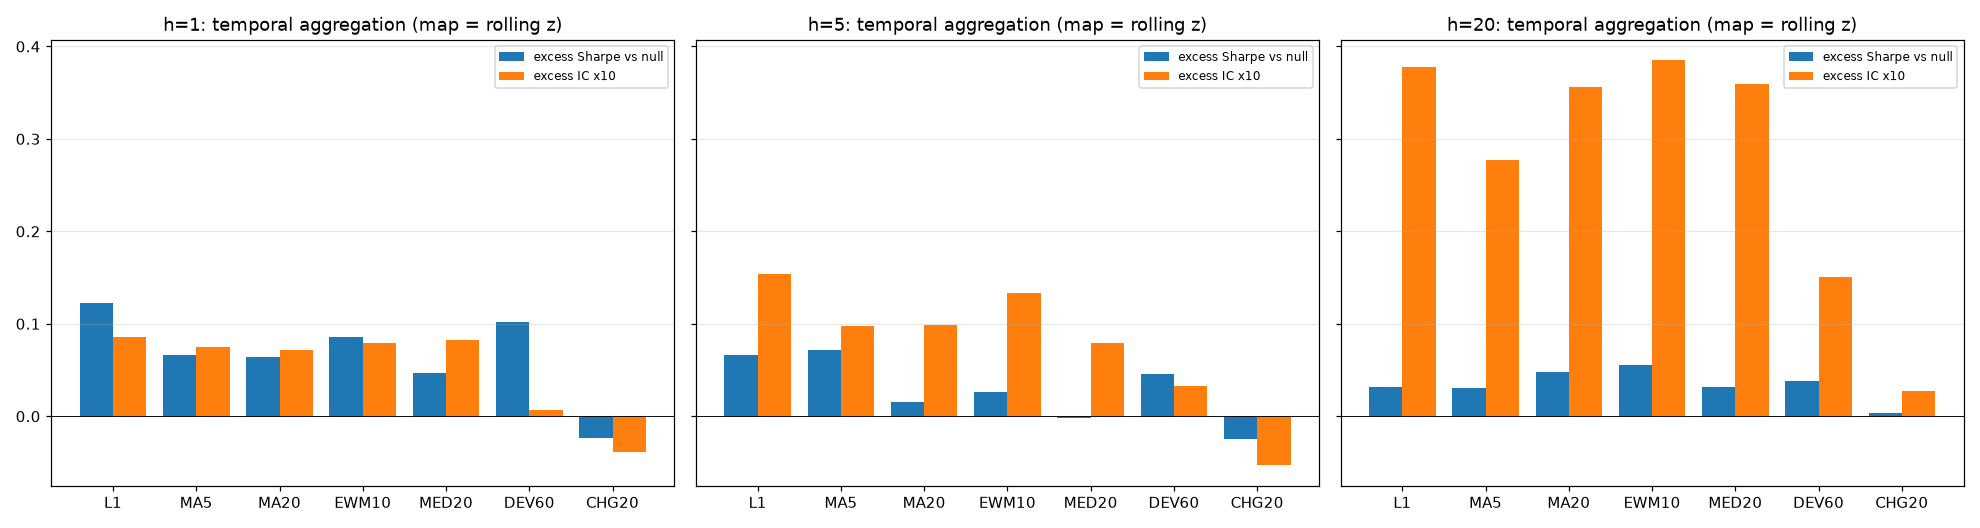 h=1: temporal aggregation (map = rolling z)
excess Sharpe vs null
excess IC x10
0.4
0.3
0.2
0.1
0.0
L1 MA5 MA20 EWM10 MED20 DEV60 CHG20
h=5: temporal aggregation (map = rolling z)
excess Sharpe vs null
excess IC x10
L1 MA5 MA20 EWM10 MED20 DEV60 CHG20
h=20: temporal aggregation (map = rolling z)
excess Sharpe vs null
excess IC x10
L1 MA5 MA20 EWM10 MED20 DEV60 CHG20